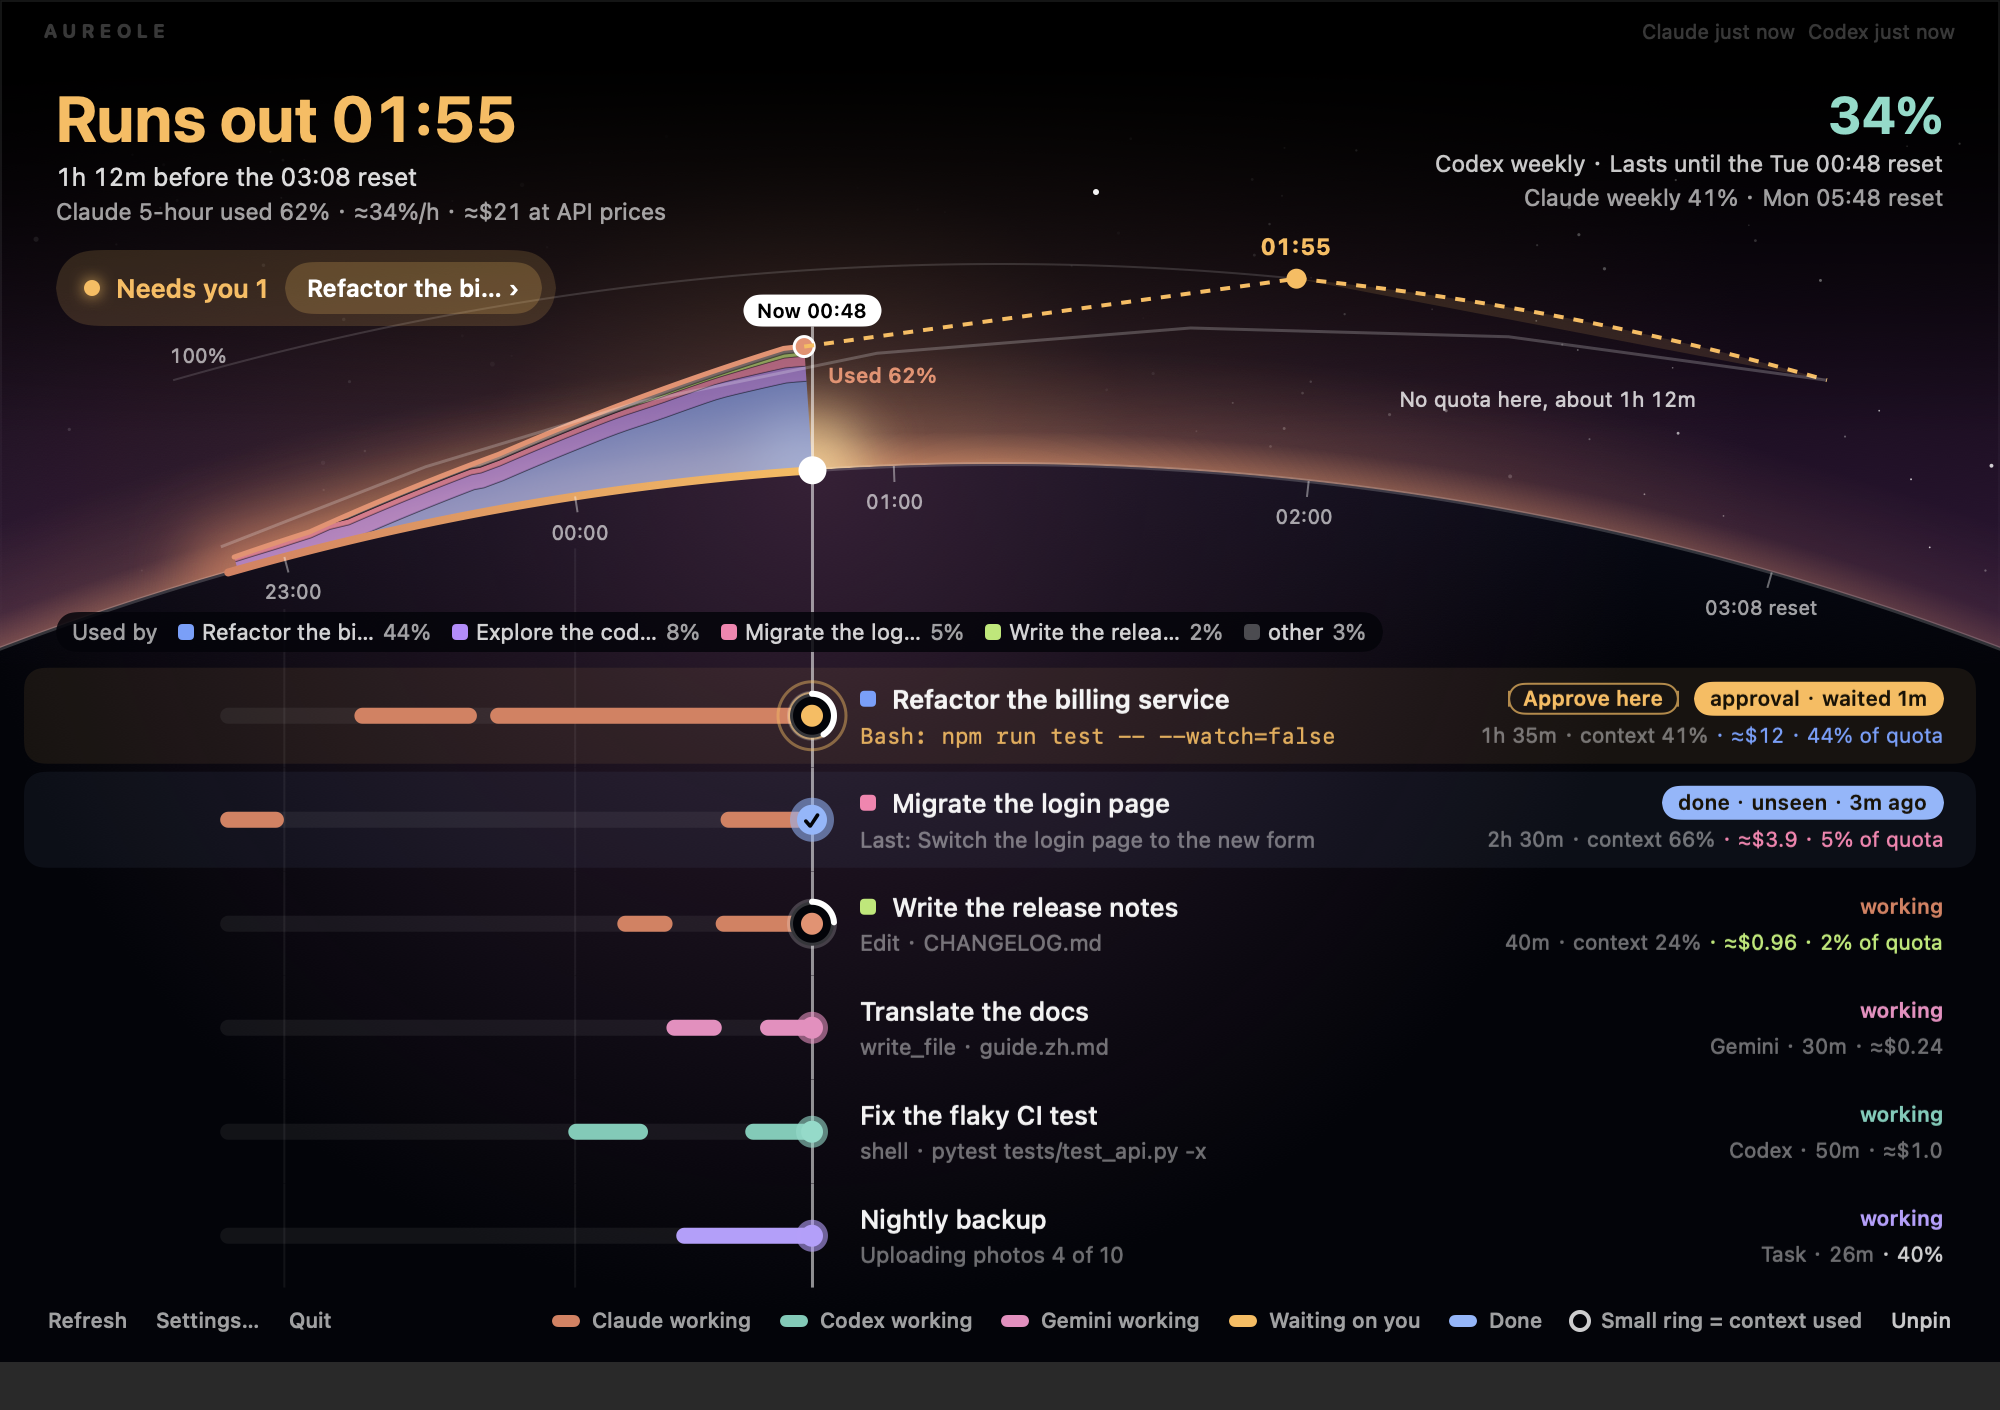 AUREOLE
Claude just now Codex just now
Runs out 01:55
1h 12m before the 03:08 reset
Claude 5-hour used 62% · ≈34%/h · ≈$21 at API prices
34%
Codex weekly · Lasts until the Tue 00:48 reset
Claude weekly 41% · Mon 05:48 reset
Needs you 1 Refactor the bi... ›
01:55
Now 00:48
100%
Used 62%
No quota here, about 1h 12m
23:00
00:00
01:00
02:00
03:08 reset
Used by Refactor the bi... 44% Explore the cod... 8% Migrate the log... 5% Write the relea... 2% other 3%
Refactor the billing service
Approve here approval · waited 1m
Bash: npm run test -- --watch=false
1h 35m · context 41% · ≈$12 · 44% of quota
Migrate the login page
done · unseen · 3m ago
Last: Switch the login page to the new form
2h 30m · context 66% · ≈$3.9 · 5% of quota
Write the release notes
working
Edit · CHANGELOG.md
40m · context 24% · ≈$0.96 · 2% of quota
Translate the docs
working
write_file · guide.zh.md
Gemini · 30m · ≈$0.24
Fix the flaky CI test
working
shell · pytest tests/test_api.py -x
Codex · 50m · ≈$1.0
Nightly backup
working
Uploading photos 4 of 10
Task · 26m · 40%
Refresh Settings... Quit
Claude working Codex working Gemini working Waiting on you Done Small ring = context used Unpin